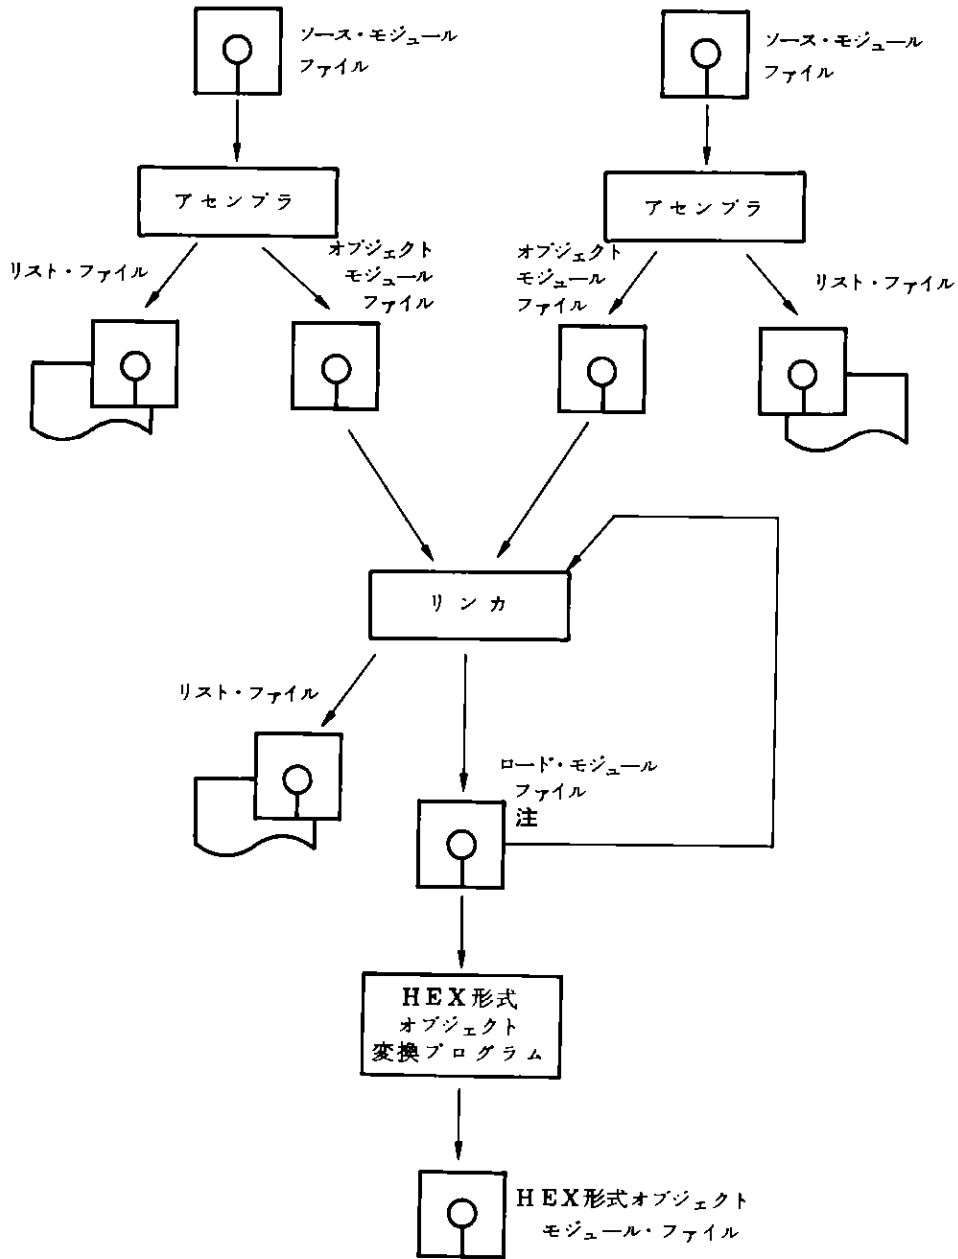 ソース・モジュール
ファイル
ソース・モジュール
ファイル
アセンブラ
アセンブラ
リスト・ファイル
オブジェクト
モジュール
ファイル
オブジェクト
モジュール
ファイル
リスト・ファイル
リンカ
リスト・ファイル
ロード・モジュール
ファイル
注
HEX形式
オブジェクト
変換プログラム
HEX形式オブジェクト
モジュール・ファイル